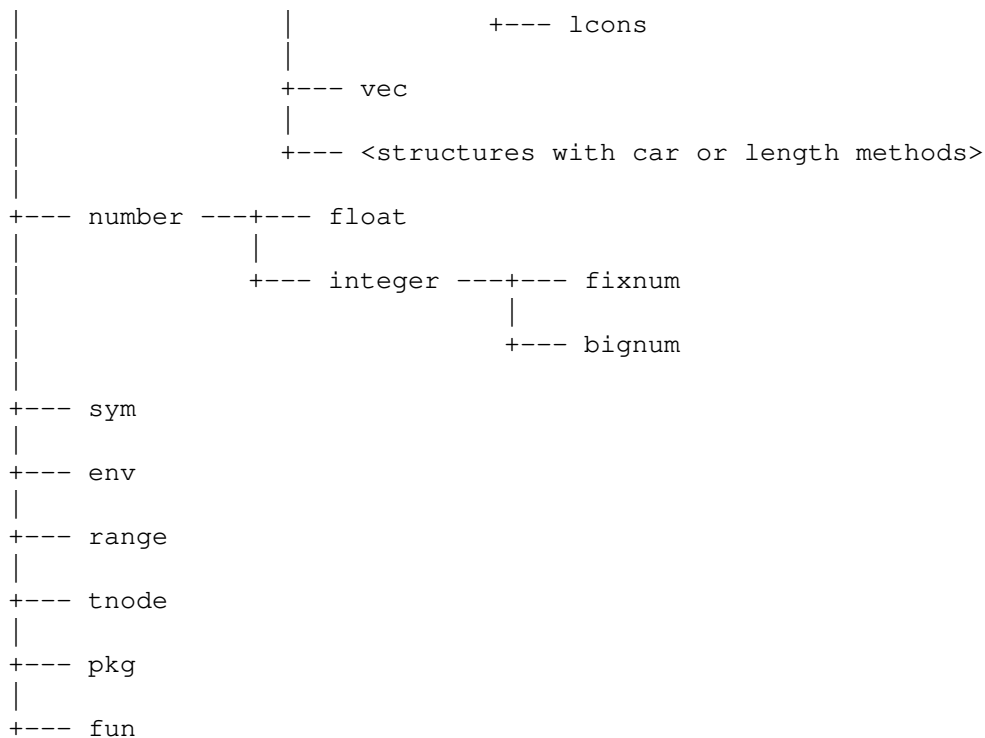 |                      |                +--- lcons
|                      |
|                      +--- vec
|                      |
|                      +--- <structures with car or length methods>
|
+--- number ---+--- float
|                    |
|                    +--- integer ---+--- fixnum
|                                        |
|                                        +--- bignum
|
+--- sym
|
+--- env
|
+--- range
|
+--- tnode
|
+--- pkg
|
+--- fun